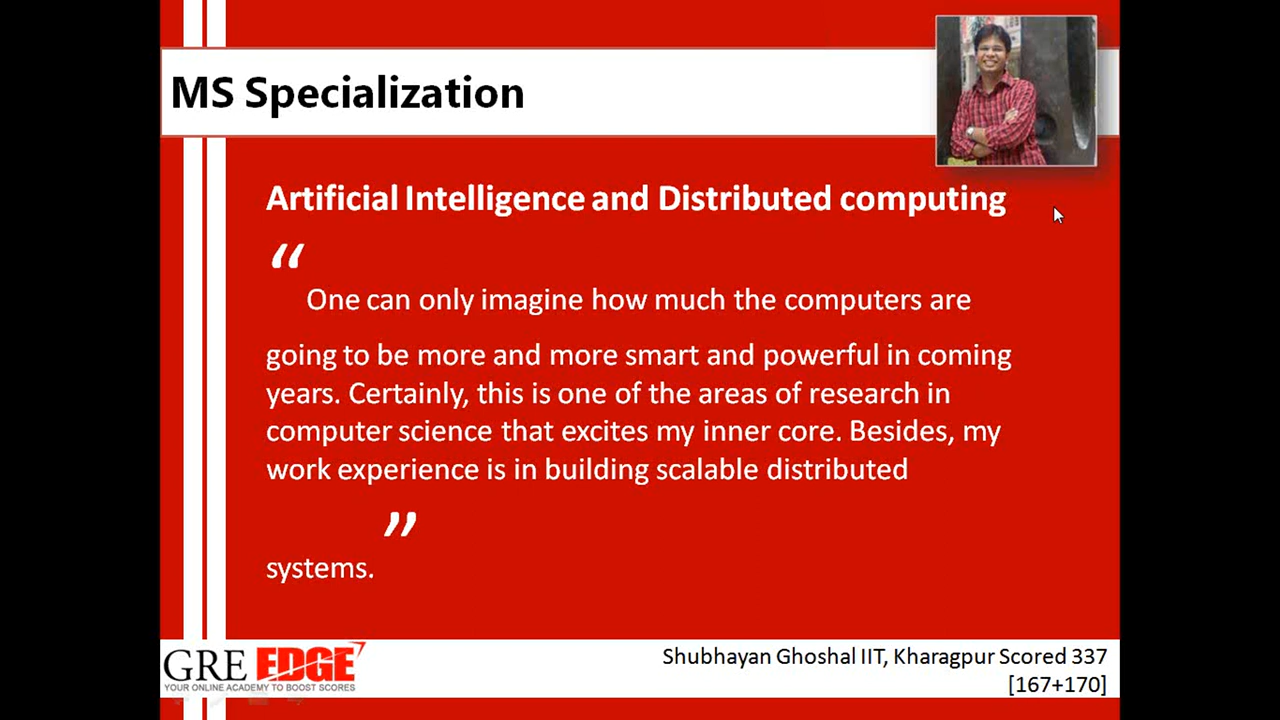 MS Specialization
Artificial Intelligence and Distributed computing
“
One can only imagine how much the computers are
going to be more and more smart and powerful in coming
years. Certainly, this is one of the areas of research in
computer science that excites my inner core. Besides, my
work experience is in building scalable distributed
”
systems.
GRE EDGE
YOUR ONLINE ACADEMY TO BOOST SCORES
Shubhayan Ghoshal IIT, Kharagpur Scored 337
[167+170]